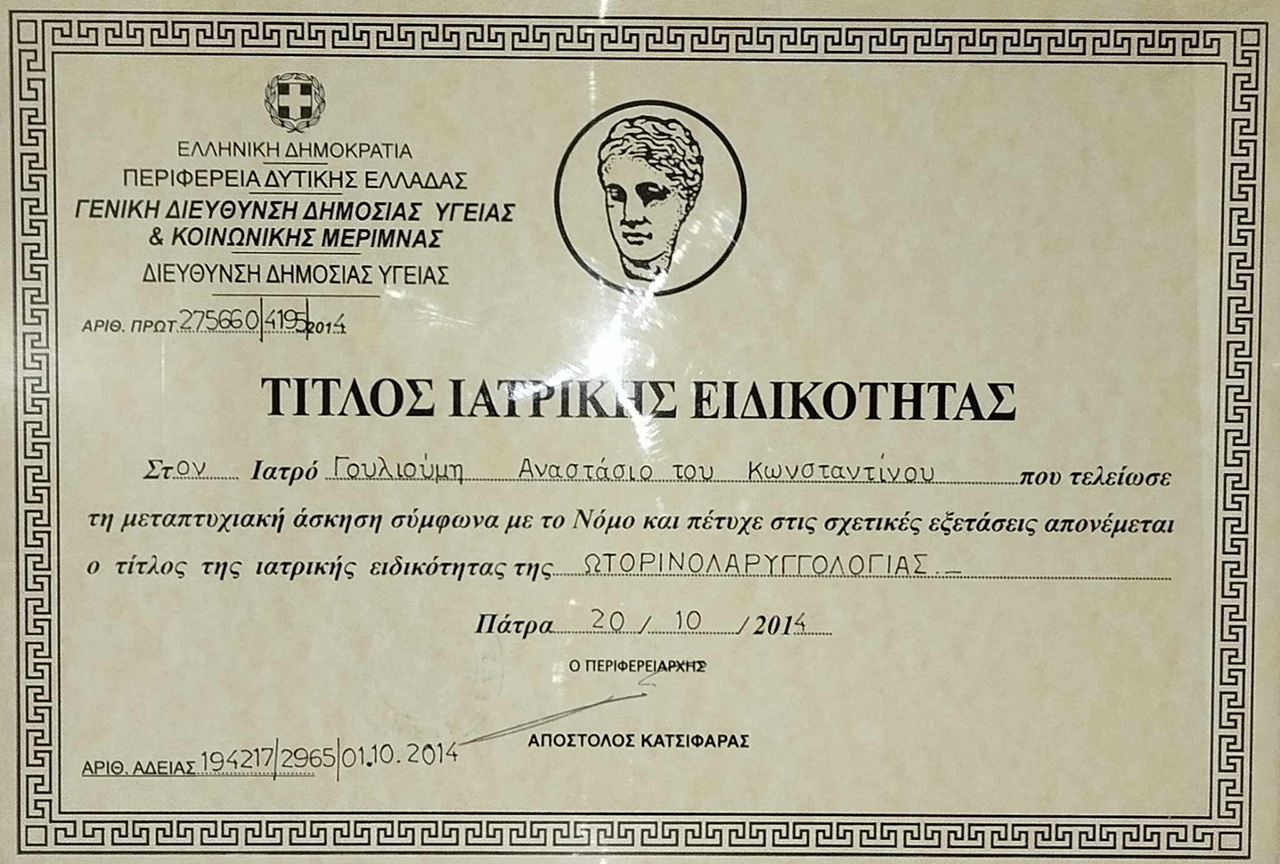 ΕΛΛΗΝΙΚΗ ΔΗΜΟΚΡΑΤΙΑ
ΠΕΡΙΦΕΡΕΙΑ ΔΥΤΙΚΗΣ ΕΛΛΑΔΑΣ
ΓΕΝΙΚΗ ΔΙΕΥΘΥΝΣΗ ΔΗΜΟΣΙΑΣ ΥΓΕΙΑΣ
& ΚΟΙΝΩΝΙΚΗΣ ΜΕΡΙΜΝΑΣ
ΔΙΕΥΘΥΝΣΗ ΔΗΜΟΣΙΑΣ ΥΓΕΙΑΣ
ΑΡΙΘ. ΠΡΩΤ. 275660|4195|2014
ΤΙΤΛΟΣ ΙΑΤΡΙΚΗΣ ΕΙΔΙΚΟΤΗΤΑΣ
Στον Ιατρό Γουλιούμη Αναστάσιο του Κωνσταντίνου που τελείωσε
τη μεταπτυχιακή άσκηση σύμφωνα με το Νόμο και πέτυχε στις σχετικές εξετάσεις απονέμεται
ο τίτλος της ιατρικής ειδικότητας της ΩΤΟΡΙΝΟΛΑΡΥΓΓΟΛΟΓΙΑΣ.-
Πάτρα 20 / 10 / 2014
Ο ΠΕΡΙΦΕΡΕΙΑΡΧΗΣ
ΑΠΟΣΤΟΛΟΣ ΚΑΤΣΙΦΑΡΑΣ
ΑΡΙΘ. ΑΔΕΙΑΣ 194217|2965|01.10.2014